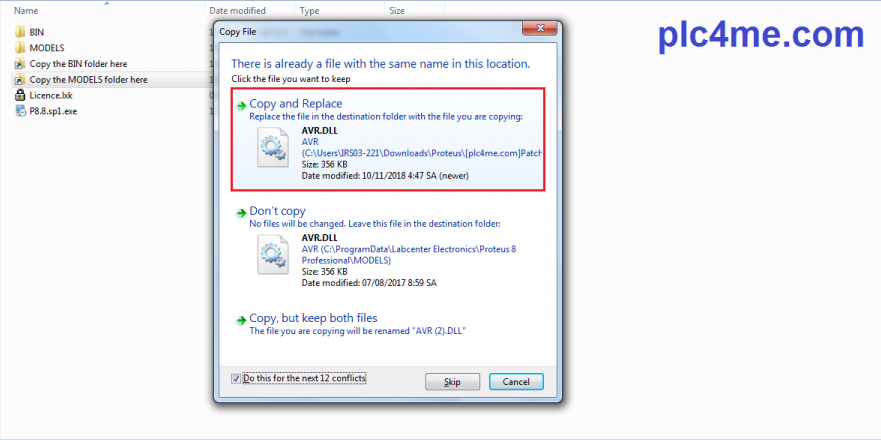 Name Date modified Type Size
plc4me.com
BIN
MODELS
Copy the BIN folder here
Copy the MODELS folder here
Licence.lxk
P8.8.sp1.exe
Copy File
There is already a file with the same name in this location.
Click the file you want to keep
Copy and Replace
Replace the file in the destination folder with the file you are copying:
AVR.DLL
AVR
(C:\Users\IRS03-221\Downloads\Proteus\[plc4me.com]Patch
Size: 356 KB
Date modified: 10/11/2018 4:47 SA (newer)
Don't copy
No files will be changed. Leave this file in the destination folder:
AVR.DLL
AVR (C:\ProgramData\Labcenter Electronics\Proteus 8
Professional\MODELS)
Size: 356 KB
Date modified: 07/08/2017 8:59 SA
Copy, but keep both files
The file you are copying will be renamed "AVR (2).DLL"
Do this for the next 12 conflicts
Skip Cancel